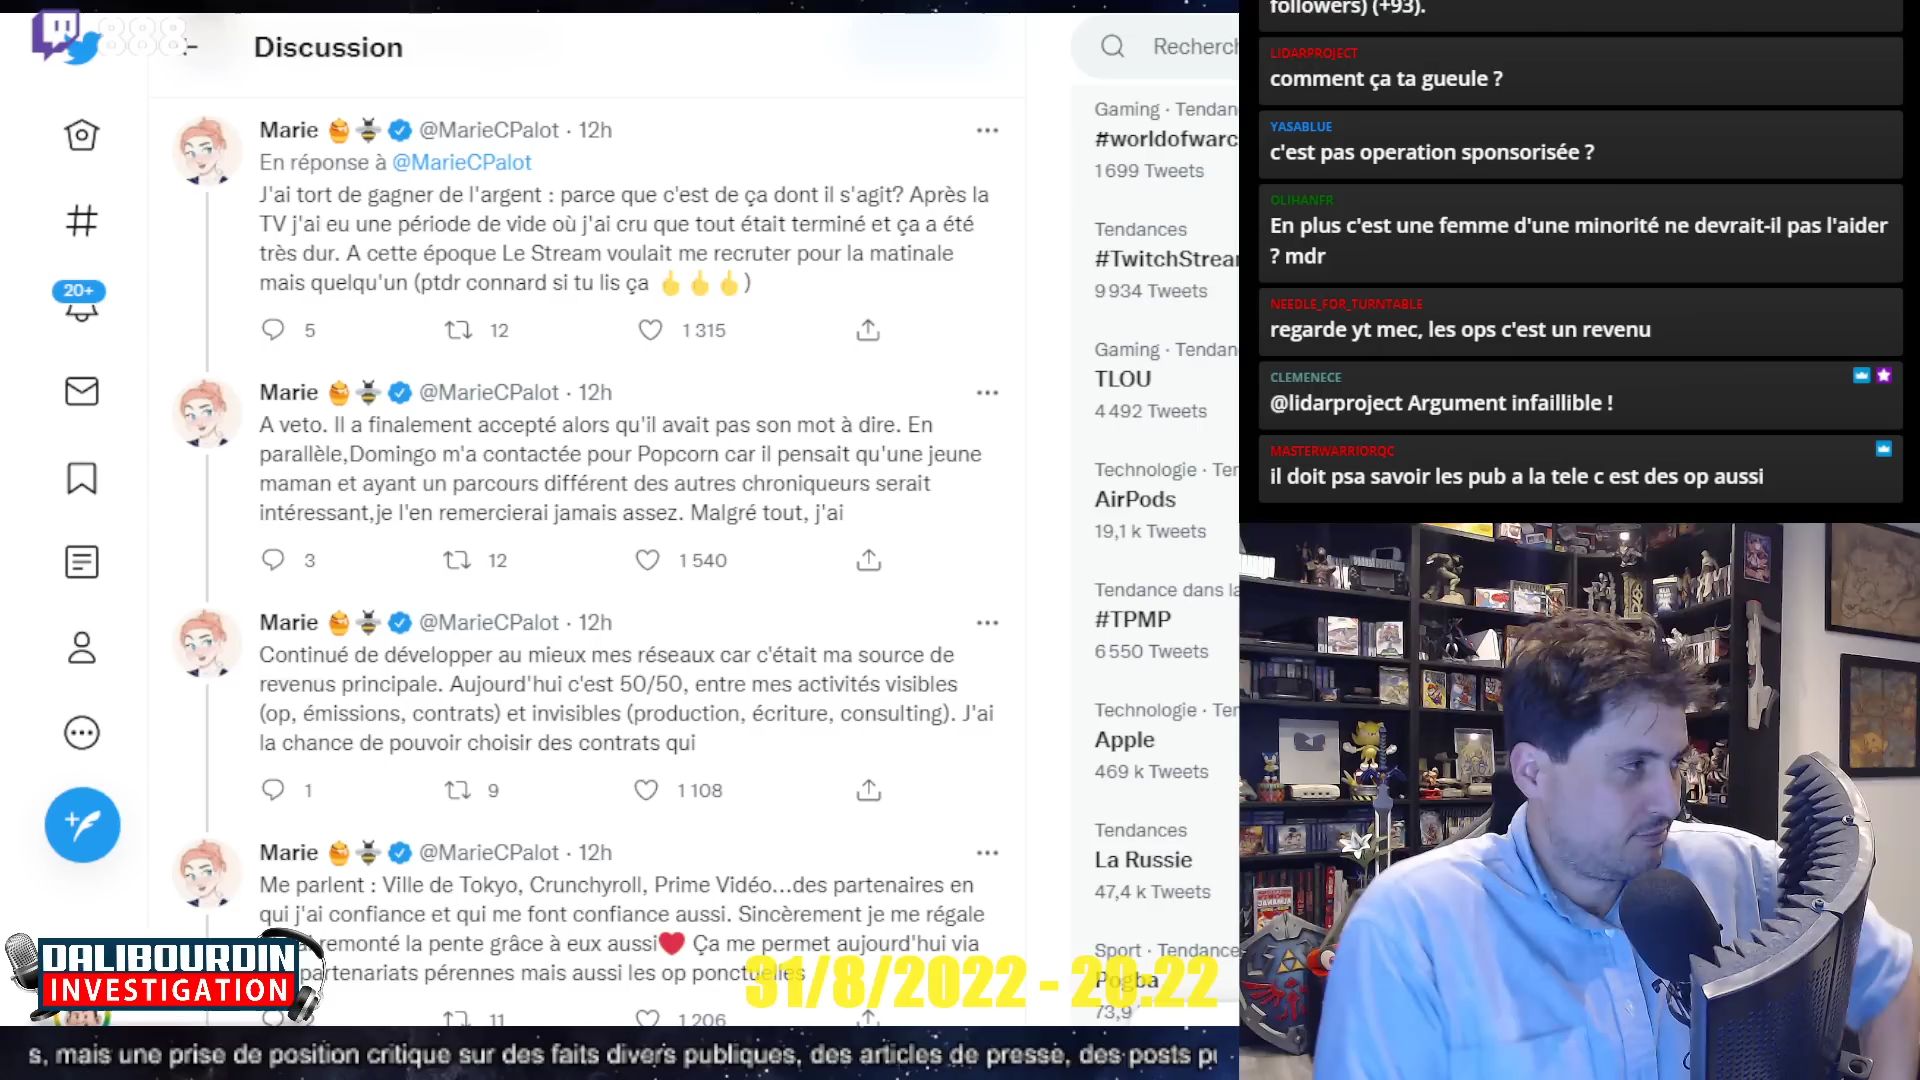 888
Discussion
Marie @MarieCPalot · 12h
En réponse à @MarieCPalot
J'ai tort de gagner de l'argent : parce que c'est de ça dont il s'agit? Après la
TV j'ai eu une période de vide où j'ai cru que tout était terminé et ça a été
très dur. A cette époque Le Stream voulait me recruter pour la matinale
mais quelqu'un (ptdr connard si tu lis ça 🖕🖕🖕)
5 12 1 315
Marie @MarieCPalot · 12h
A veto. Il a finalement accepté alors qu'il avait pas son mot à dire. En
parallèle,Domingo m'a contactée pour Popcorn car il pensait qu'une jeune
maman et ayant un parcours différent des autres chroniqueurs serait
intéressant,je l'en remercierai jamais assez. Malgré tout, j'ai
3 12 1 540
Marie @MarieCPalot · 12h
Continué de développer au mieux mes réseaux car c'était ma source de
revenus principale. Aujourd'hui c'est 50/50, entre mes activités visibles
(op, émissions, contrats) et invisibles (production, écriture, consulting). J'ai
la chance de pouvoir choisir des contrats qui
1 9 1 108
Marie @MarieCPalot · 12h
Me parlent : Ville de Tokyo, Crunchyroll, Prime Vidéo...des partenaires en
qui j'ai confiance et qui me font confiance aussi. Sincèrement je me régale
remonté la pente grâce à eux aussi❤ Ça me permet aujourd'hui via
partenariats pérennes mais aussi les op ponctuelles
11 1 206
20+
Recherch
Gaming · Tendan
#worldofwarc
1 699 Tweets
Tendances
#TwitchStrear
9 934 Tweets
Gaming · Tendan
TLOU
4 492 Tweets
Technologie · Ter
AirPods
19,1 k Tweets
Tendance dans la
#TPMP
6 550 Tweets
Technologie · Ter
Apple
469 k Tweets
Tendances
La Russie
47,4 k Tweets
Sport · Tendance
Pogba
73,9
followers) (+93).
LIDARPROJECT
comment ça ta gueule ?
YASABLUE
c'est pas operation sponsorisée ?
OLIHANFR
En plus c'est une femme d'une minorité ne devrait-il pas l'aider
? mdr
NEEDLE_FOR_TURNTABLE
regarde yt mec, les ops c'est un revenu
CLEMENECE
@lidarproject Argument infaillible !
MASTERWARRIORQC
il doit psa savoir les pub a la tele c est des op aussi
DALIBOURDIN
INVESTIGATION
31/8/2022 - 20:22
s, mais une prise de position critique sur des faits divers publiques, des articles de presse, des posts pu